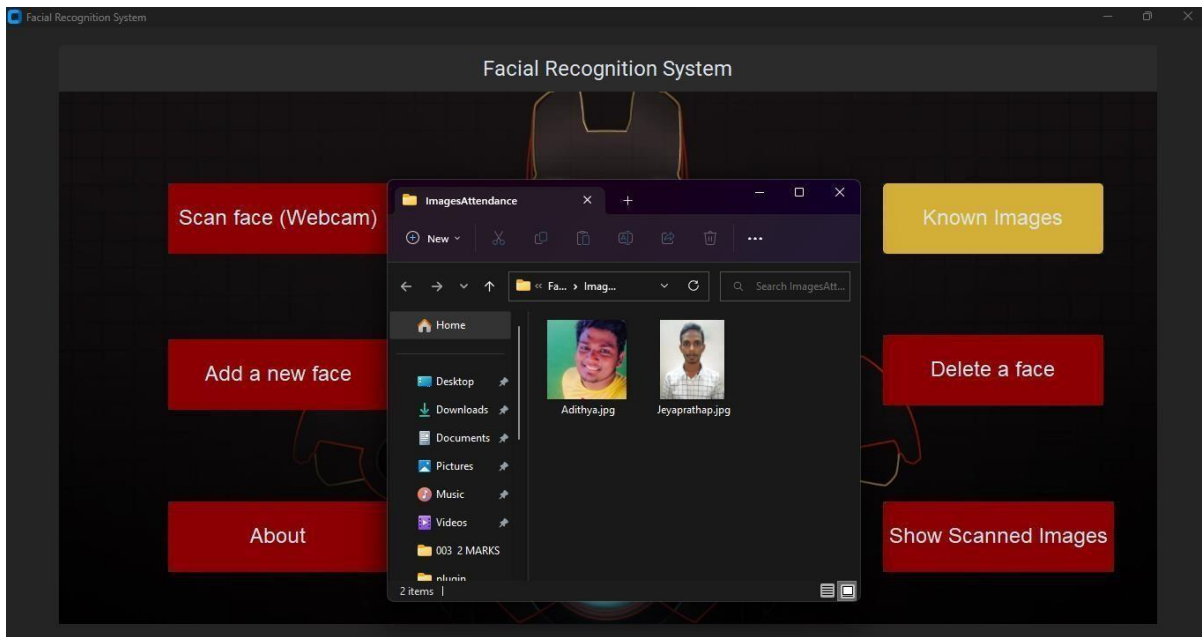 Facial Recognition System
Facial Recognition System
Scan face (Webcam)
Add a new face
About
Known Images
Delete a face
Show Scanned Images
ImagesAttendance
New
« Fa... › Imag...
Search ImagesAtt...
Home
Desktop
Downloads
Documents
Pictures
Music
Videos
003 2 MARKS
plugin
Adithya.jpg
Jeyaprathap.jpg
2 items